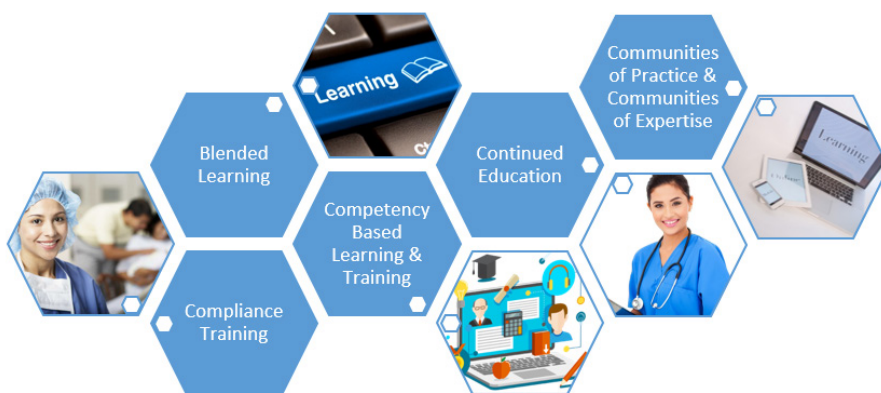 Learning
Communities
of Practice &
Communities
of Expertise
Blended
Learning
Continued
Education
Learning
Competency
Based
Learning &
Training
Compliance
Training